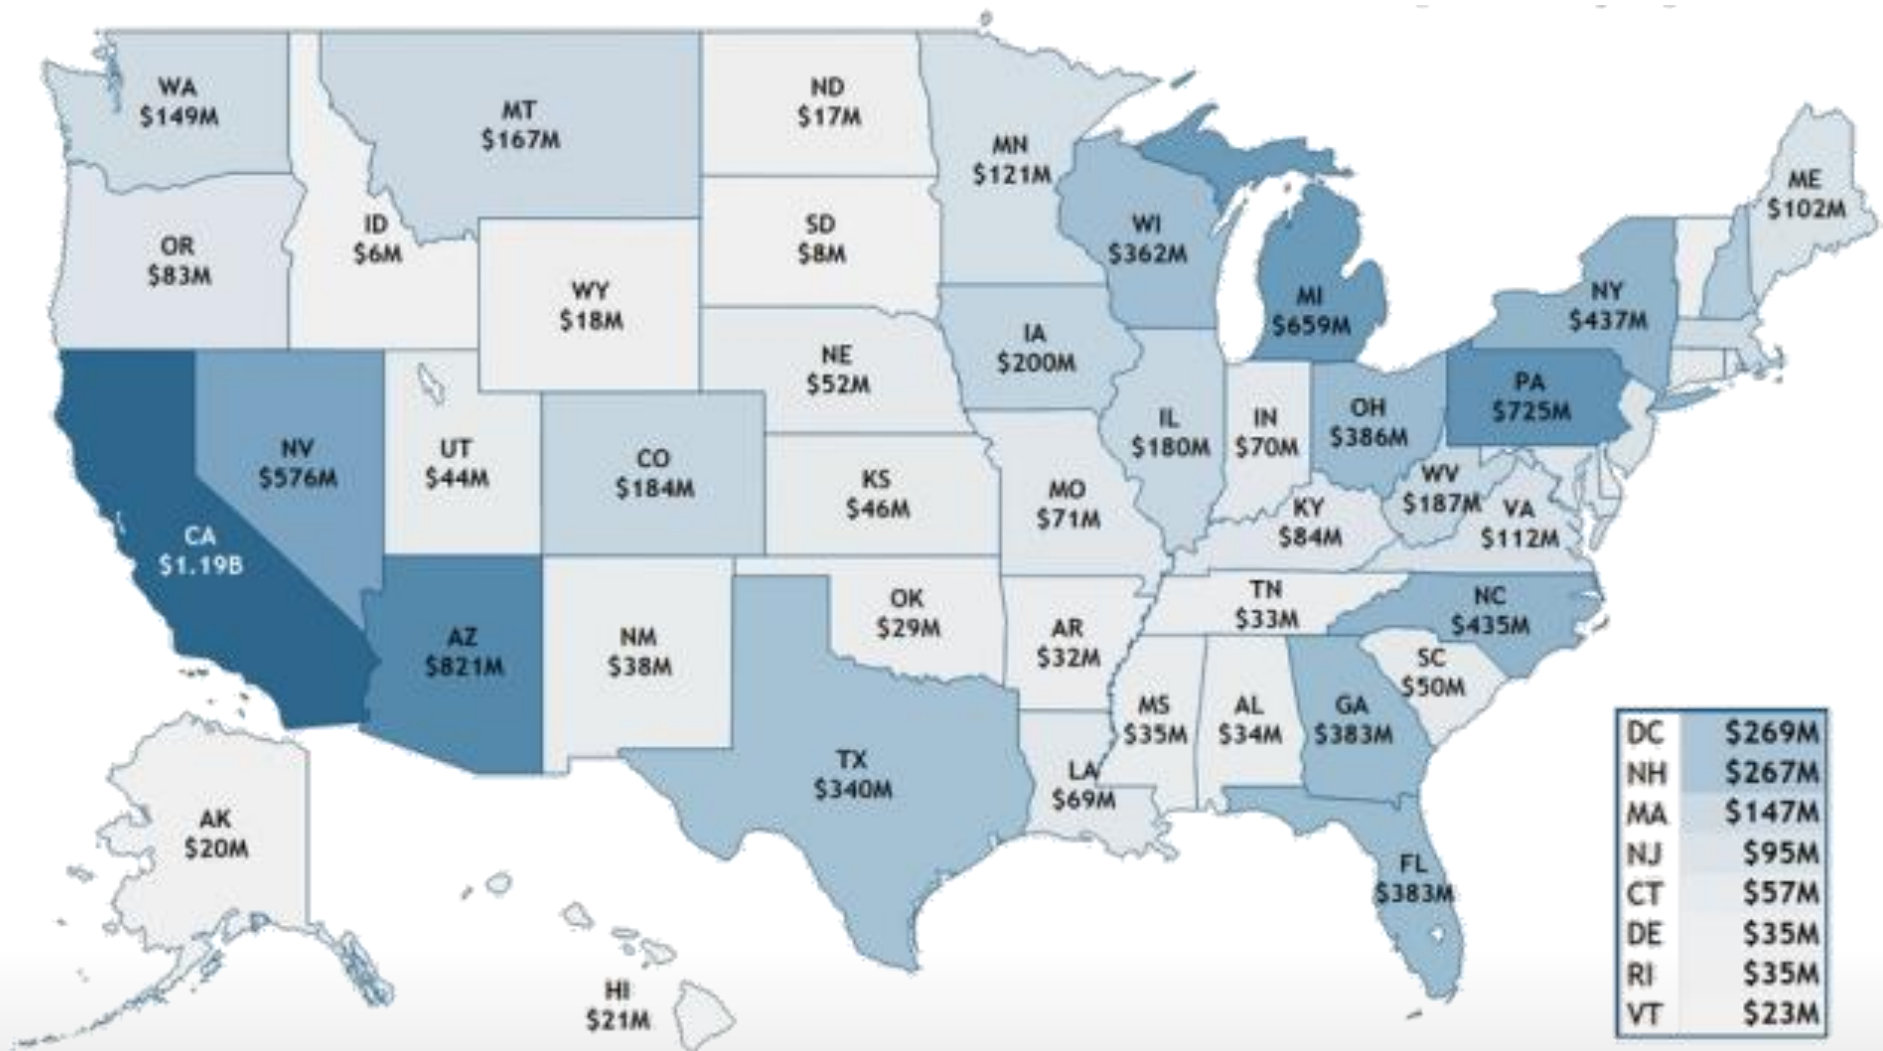 WA
$149M
MT
$167M
ND
$17M
MN
$121M
ME
$102M
OR
$83M
ID
$6M
SD
$8M
WI
$362M
WY
$18M
MI
$659M
NY
$437M
IA
$200M
NE
$52M
PA
$725M
NV
$576M
UT
$44M
CO
$184M
KS
$46M
MO
$71M
IL
$180M
IN
$70M
OH
$386M
WV
$187M
VA
$112M
KY
$84M
CA
$1.19B
AZ
$821M
NM
$38M
OK
$29M
AR
$32M
TN
$33M
NC
$435M
SC
$50M
MS
$35M
AL
$34M
GA
$383M
TX
$340M
LA
$69M
FL
$383M
AK
$20M
HI
$21M
DC $269M
NH $267M
MA $147M
NJ $95M
CT $57M
DE $35M
RI $35M
VT $23M